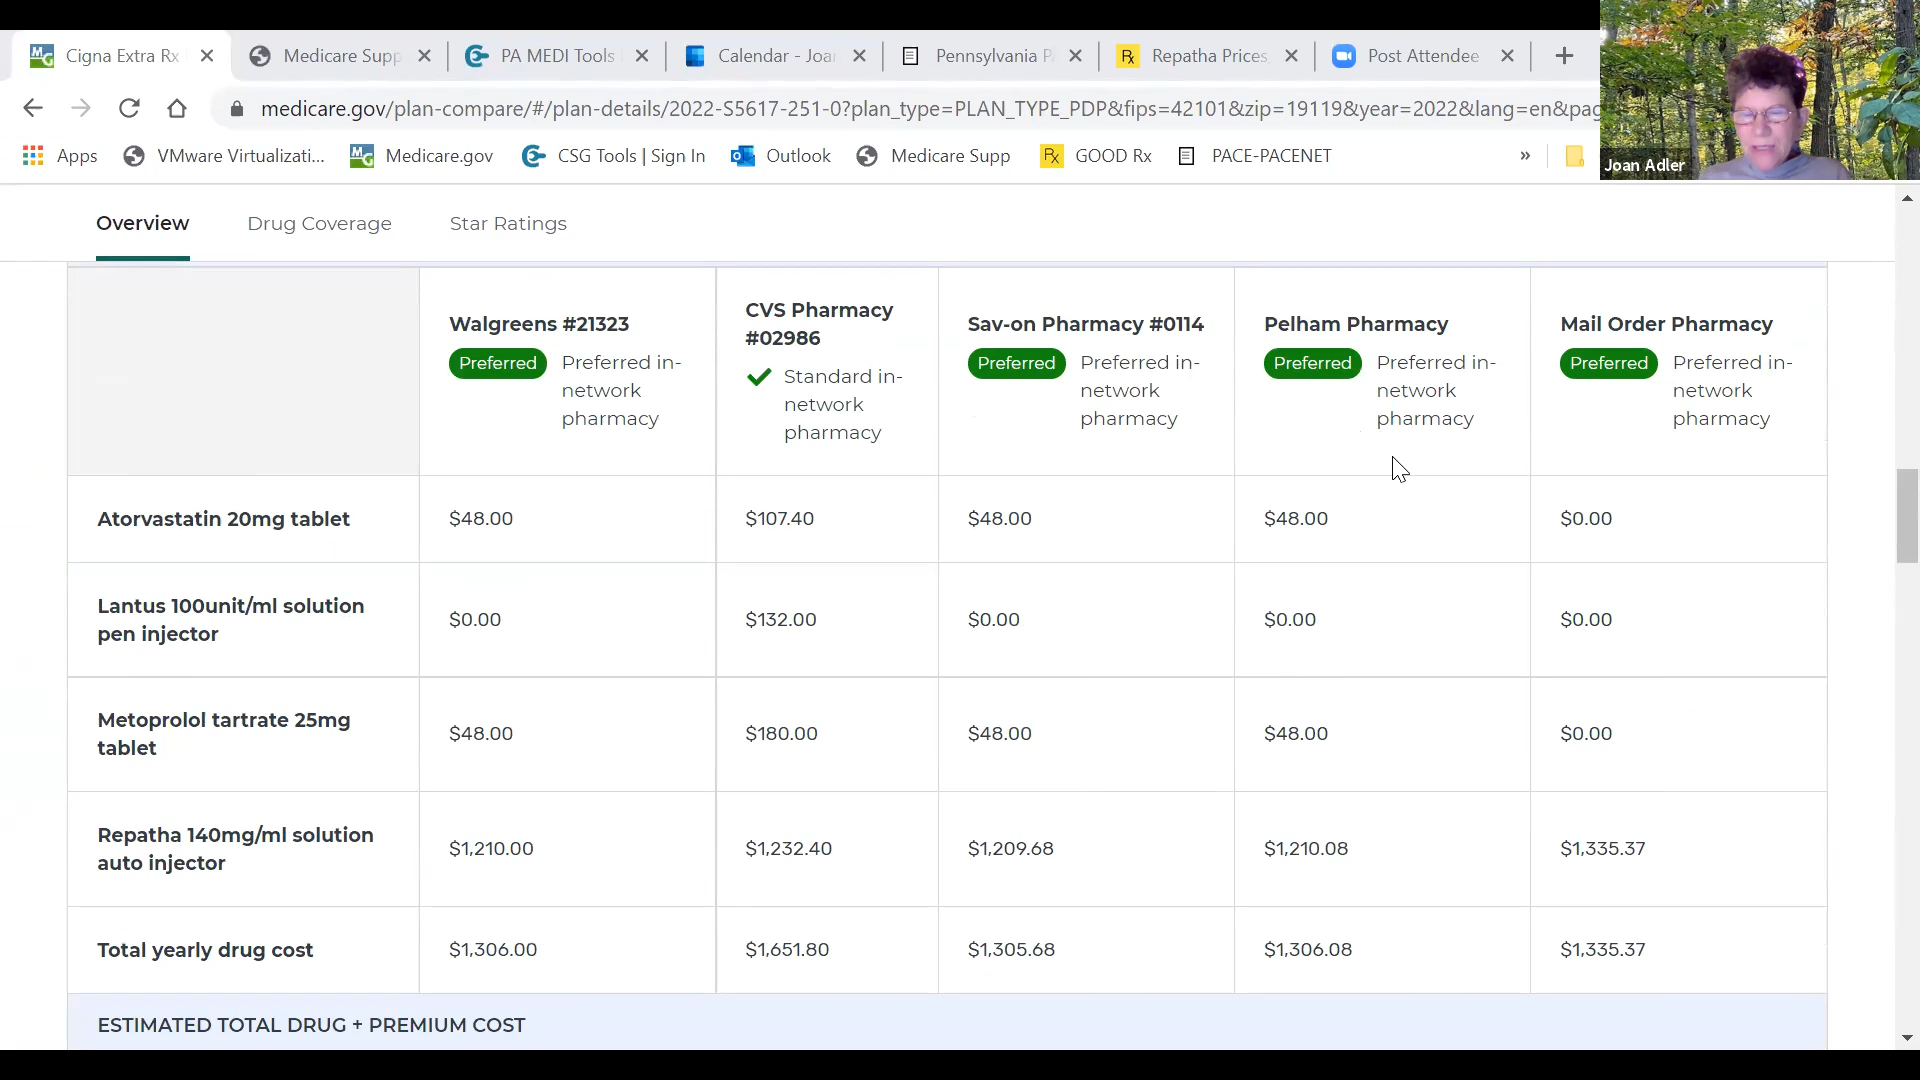 Cigna Extra Rx
Medicare Supp
PA MEDI Tools
Calendar - Joan
Pennsylvania P
Repatha Prices,
Post Attendee
medicare.gov/plan-compare/#/plan-details/2022-S5617-251-0?plan_type=PLAN_TYPE_PDP&fips=42101&zip=19119&year=2022&lang=en&pag
Apps
VMware Virtualizati...
Medicare.gov
CSG Tools | Sign In
Outlook
Medicare Supp
GOOD Rx
PACE-PACENET
»
Joan Adler
Overview
Drug Coverage
Star Ratings
Walgreens #21323
Preferred
Preferred in-
network
pharmacy
CVS Pharmacy
#02986
Standard in-
network
pharmacy
Sav-on Pharmacy #0114
Preferred
Preferred in-
network
pharmacy
Pelham Pharmacy
Preferred
Preferred in-
network
pharmacy
Mail Order Pharmacy
Preferred
Preferred in-
network
pharmacy
Atorvastatin 20mg tablet
$48.00
$107.40
$48.00
$48.00
$0.00
Lantus 100unit/ml solution
pen injector
$0.00
$132.00
$0.00
$0.00
$0.00
Metoprolol tartrate 25mg
tablet
$48.00
$180.00
$48.00
$48.00
$0.00
Repatha 140mg/ml solution
auto injector
$1,210.00
$1,232.40
$1,209.68
$1,210.08
$1,335.37
Total yearly drug cost
$1,306.00
$1,651.80
$1,305.68
$1,306.08
$1,335.37
ESTIMATED TOTAL DRUG + PREMIUM COST